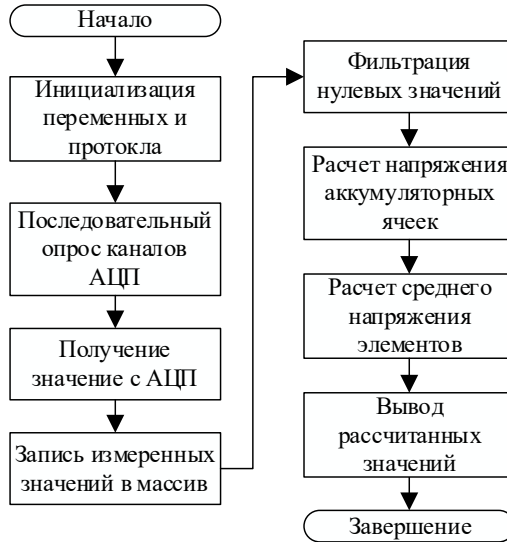 Начало
Инициализация
переменных и
протокла
Последовательный
опрос каналов
АЦП
Получение
значение с АЦП
Запись измеренных
значений в массив
Фильтрация
нулевых значений
Расчет напряжения
аккумуляторных
ячеек
Расчет среднего
напряжения
элементов
Вывод
рассчитанных
значений
Завершение